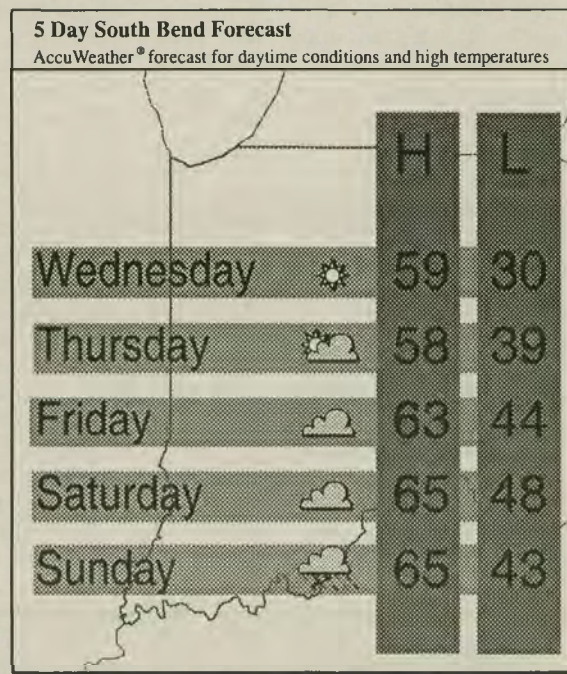 5 Day South Bend Forecast
AccuWeather® forecast for daytime conditions and high temperatures
H L
Wednesday 59 30
Thursday 58 39
Friday 63 44
Saturday 65 48
Sunday 65 43